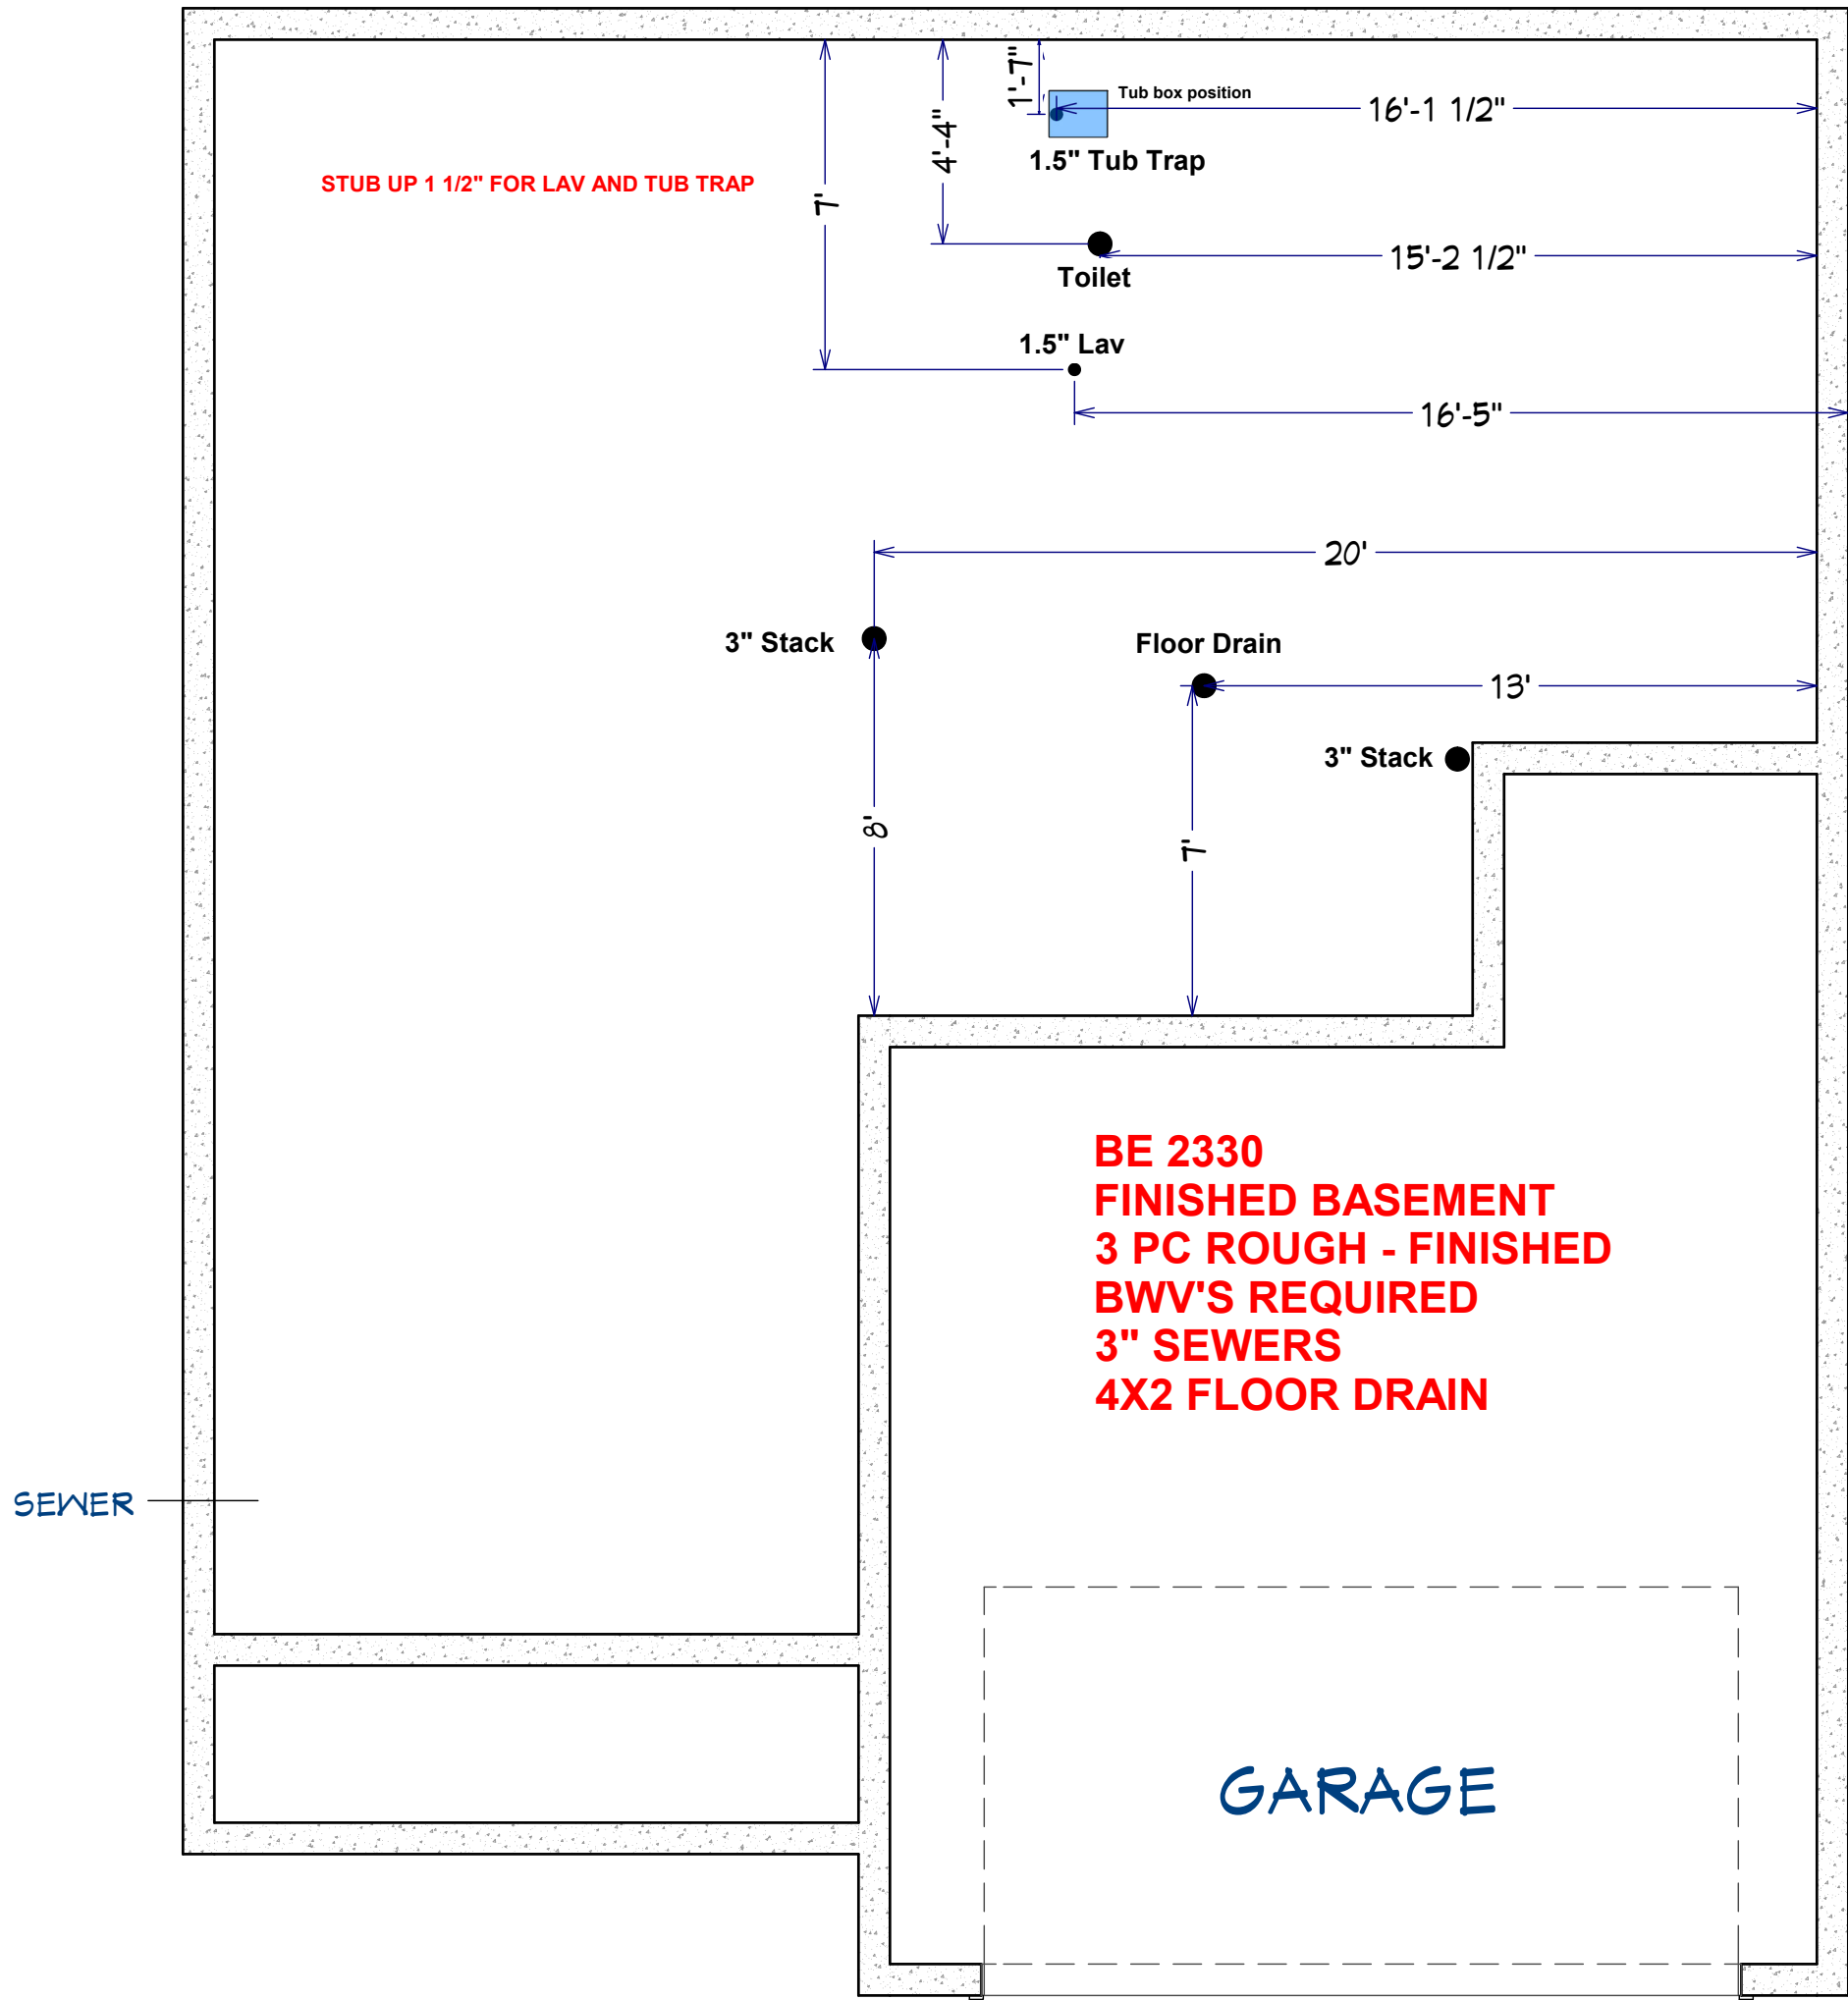 1'-7"
Tub box position
16'-1 1/2"
4'-4"
1.5" Tub Trap
STUB UP 1 1/2" FOR LAV AND TUB TRAP
7'
15'-2 1/2"
Toilet
1.5" Lav
16'-5"
20'
3" Stack
Floor Drain
13'
3" Stack
8'
7'
BE 2330
FINISHED BASEMENT
3 PC ROUGH - FINISHED
BWV'S REQUIRED
3" SEWERS
4X2 FLOOR DRAIN
SEWER
GARAGE